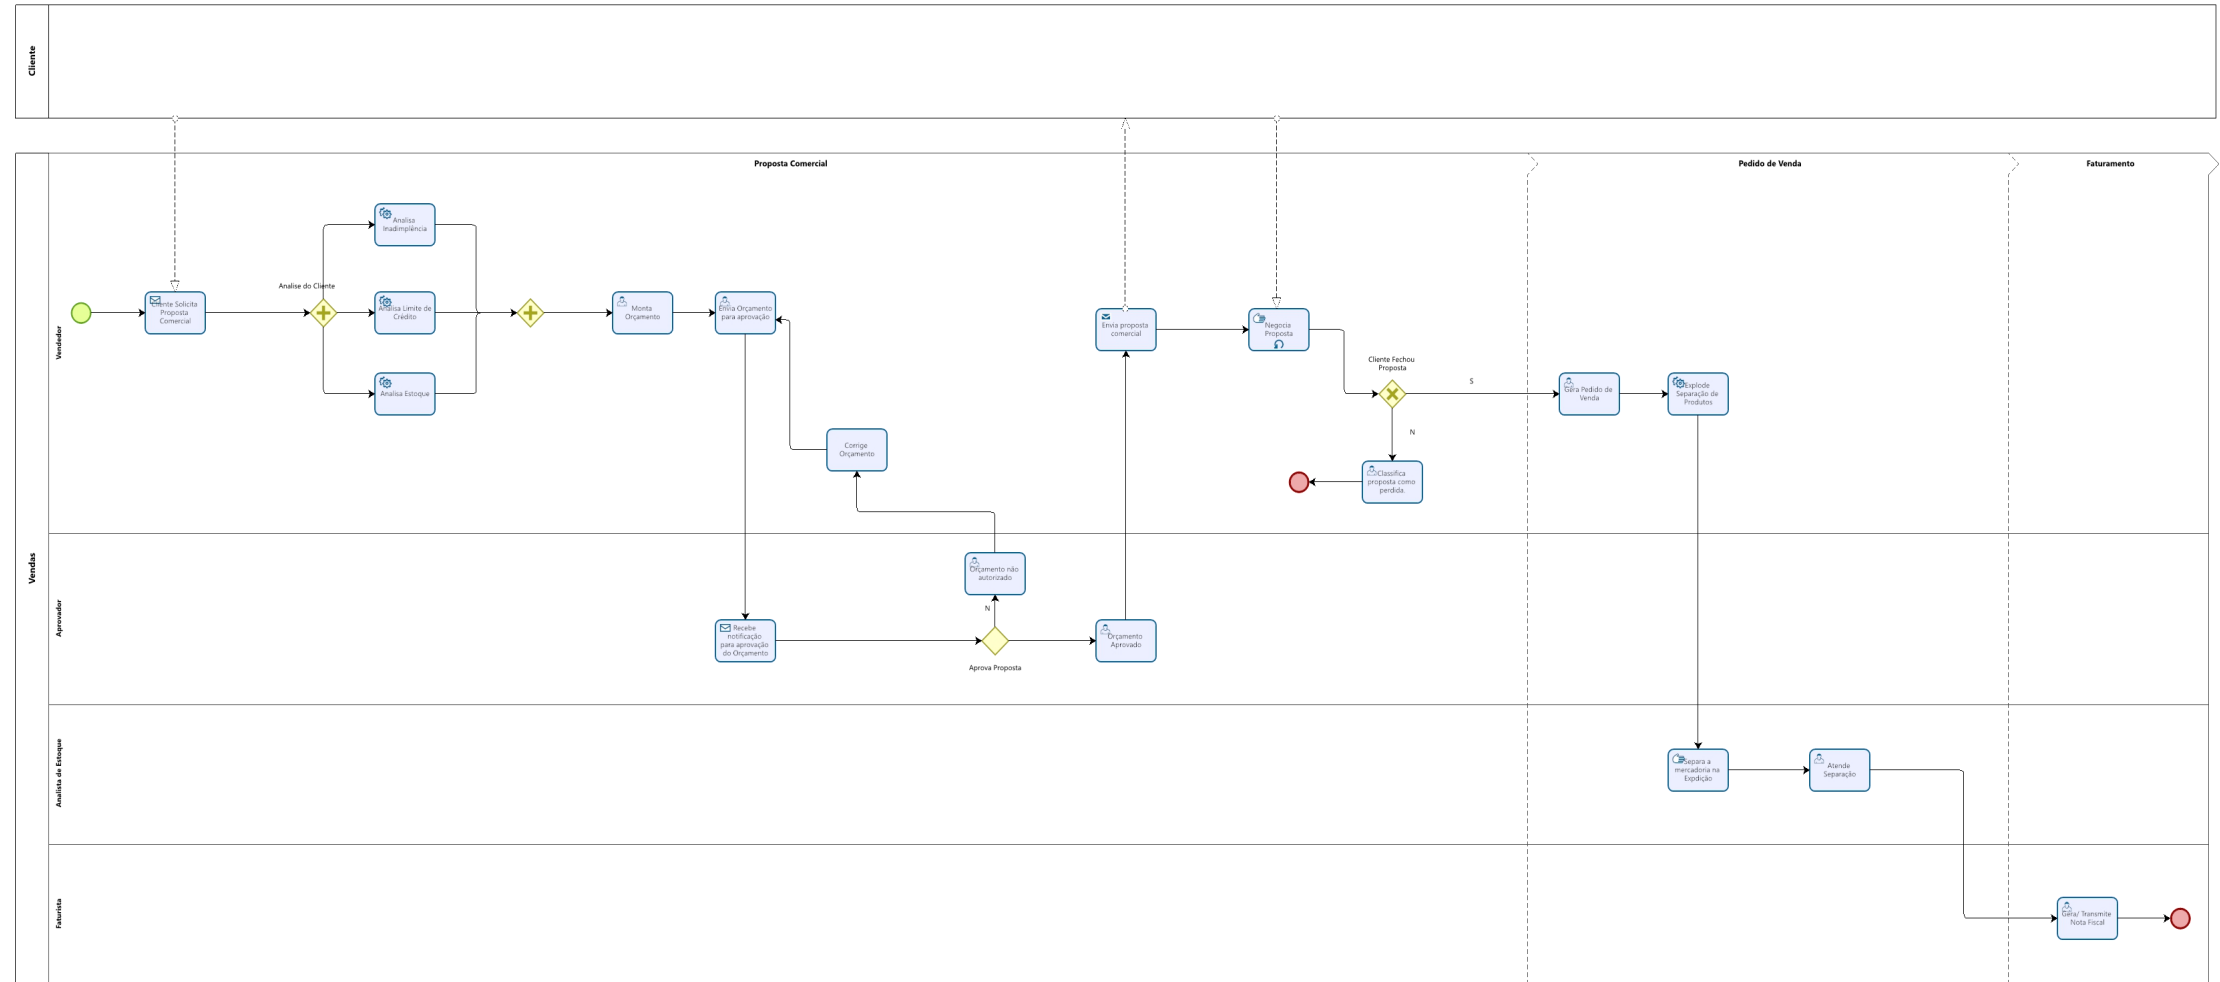 Cliente
Vendas
Proposta Comercial
Pedido de Venda
Faturamento
Vendedor
Analisa
Inadimplência
Analise do Cliente
Cliente Solicita
Proposta
Comercial
Analisa Limite de
Crédito
Analisa Estoque
Monta
Orçamento
Envia Orçamento
para aprovação
Corrige
Orçamento
Envia proposta
comercial
Negocia
Proposta
Cliente Fechou
Proposta
S
N
Classifica
proposta como
perdida.
Gera Pedido de
Venda
Explode
Separação de
Produtos
Aprovador
Orçamento não
autorizado
N
Recebe
notificação
para aprovação
do Orçamento
Aprova Proposta
Orçamento
Aprovado
Analista de Estoque
Separa a
mercadoria na
Expdição
Atende
Separação
Faturista
Gera/ Transmite
Nota Fiscal